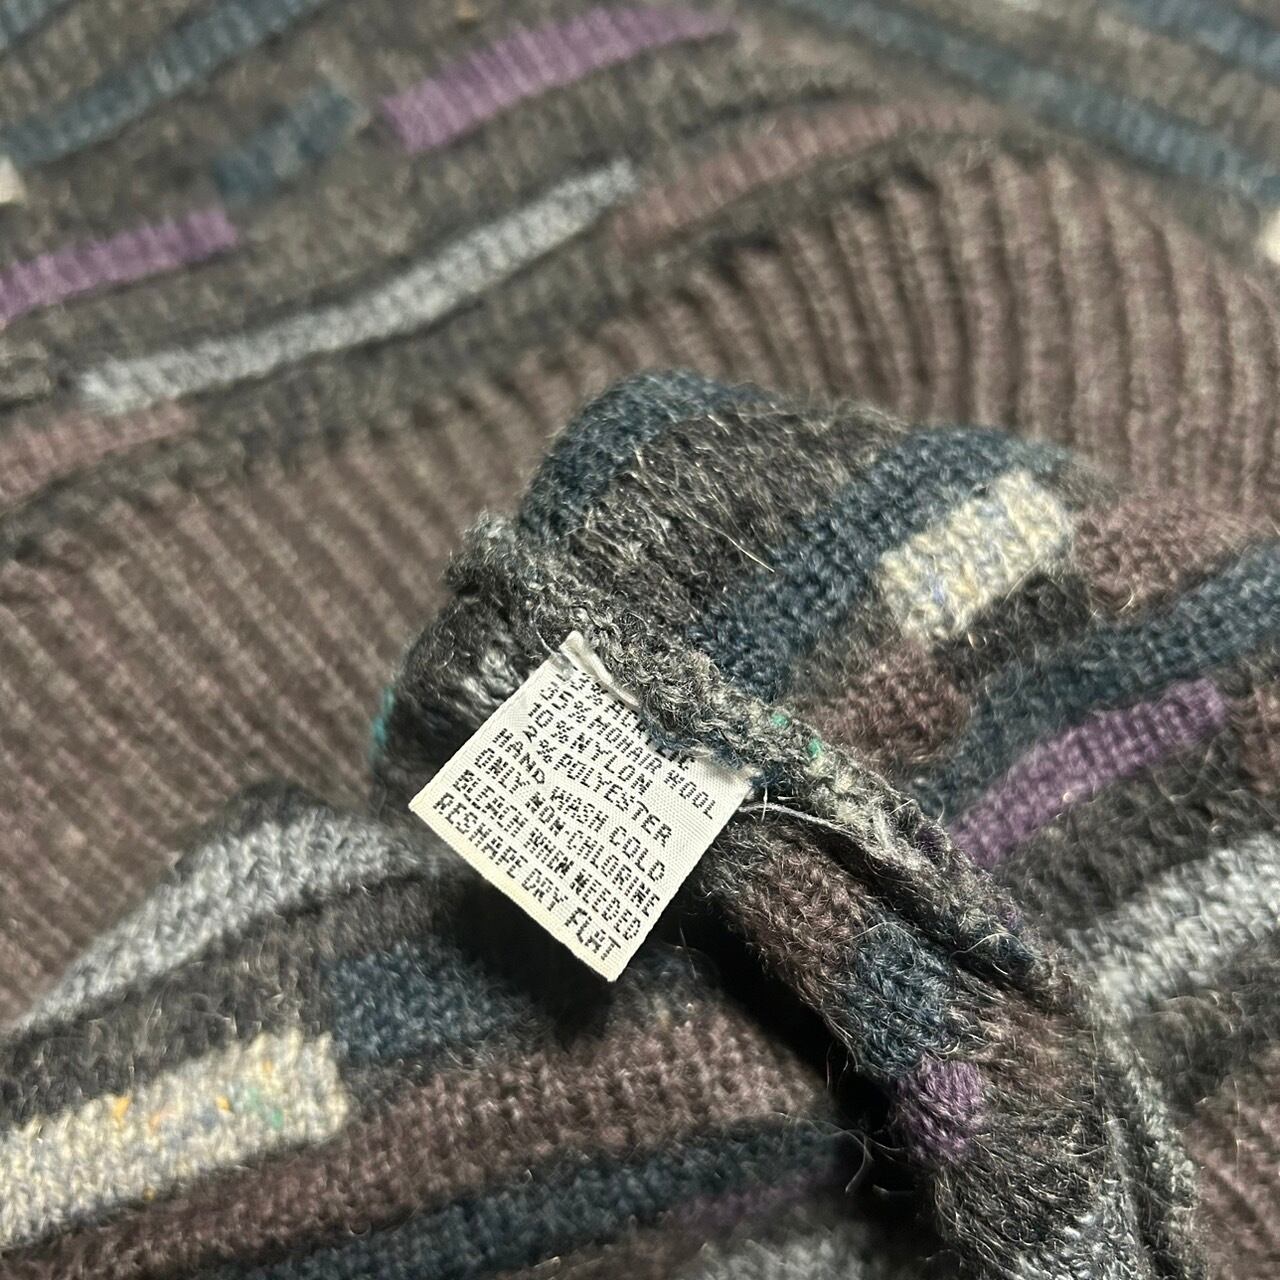 35% MOHAIR WOOL
10% NYLON
2% POLYESTER
HAND WASH COLD
ONLY NON-CHLORINE
BLEACH WHEN NEEDED
RESHAPE DRY FLAT